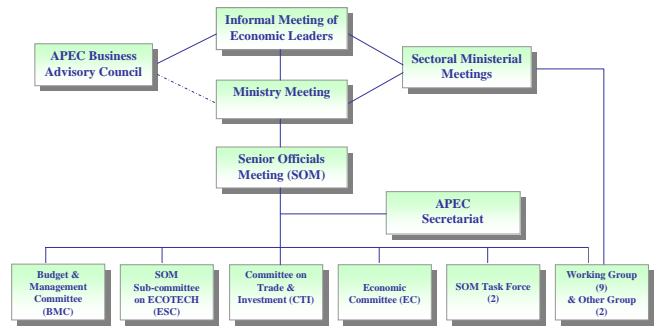 Informal Meeting of
Economic Leaders
APEC Business
Advisory Council
Sectoral Ministerial
Meetings
Ministry Meeting
Senior Officials
Meeting (SOM)
APEC
Secretariat
Budget &
Management
Committee
(BMC)
SOM
Sub-committee
on ECOTECH
(ESC)
Committee on
Trade &
Investment (CTI)
Economic
Committee (EC)
SOM Task Force
(2)
Working Group
(9)
& Other Group
(2)